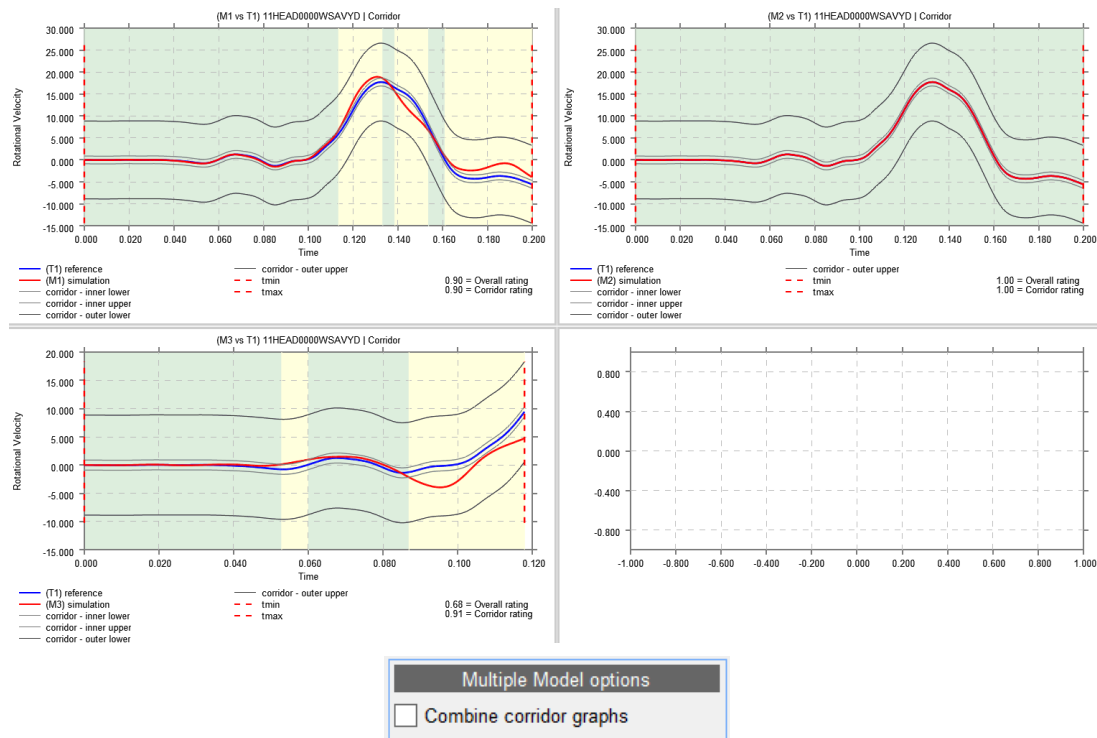 (M1 vs T1) 11HEAD0000WSAVYD | Corridor
30.000
25.000
20.000
15.000
10.000
5.000
0.000
-5.000
-10.000
-15.000
Rotational Velocity
0.000 0.020 0.040 0.060 0.080 0.100 0.120 0.140 0.160 0.180 0.200
Time
(T1) reference
(M1) simulation
corridor - inner lower
corridor - inner upper
corridor - outer lower
corridor - outer upper
tmin
tmax
0.90 = Overall rating
0.90 = Corridor rating
(M2 vs T1) 11HEAD0000WSAVYD | Corridor
30.000
25.000
20.000
15.000
10.000
5.000
0.000
-5.000
-10.000
-15.000
Rotational Velocity
0.000 0.020 0.040 0.060 0.080 0.100 0.120 0.140 0.160 0.180 0.200
Time
(T1) reference
(M2) simulation
corridor - inner lower
corridor - inner upper
corridor - outer lower
corridor - outer upper
tmin
tmax
1.00 = Overall rating
1.00 = Corridor rating
(M3 vs T1) 11HEAD0000WSAVYD | Corridor
20.000
15.000
10.000
5.000
0.000
-5.000
-10.000
-15.000
Rotational Velocity
0.000 0.020 0.040 0.060 0.080 0.100 0.120
Time
(T1) reference
(M3) simulation
corridor - inner lower
corridor - inner upper
corridor - outer lower
corridor - outer upper
tmin
tmax
0.68 = Overall rating
0.91 = Corridor rating
0.800
0.400
0.000
-0.400
-0.800
-1.000 -0.800 -0.600 -0.400 -0.200 0.000 0.200 0.400 0.600 0.800 1.000
Multiple Model options
Combine corridor graphs